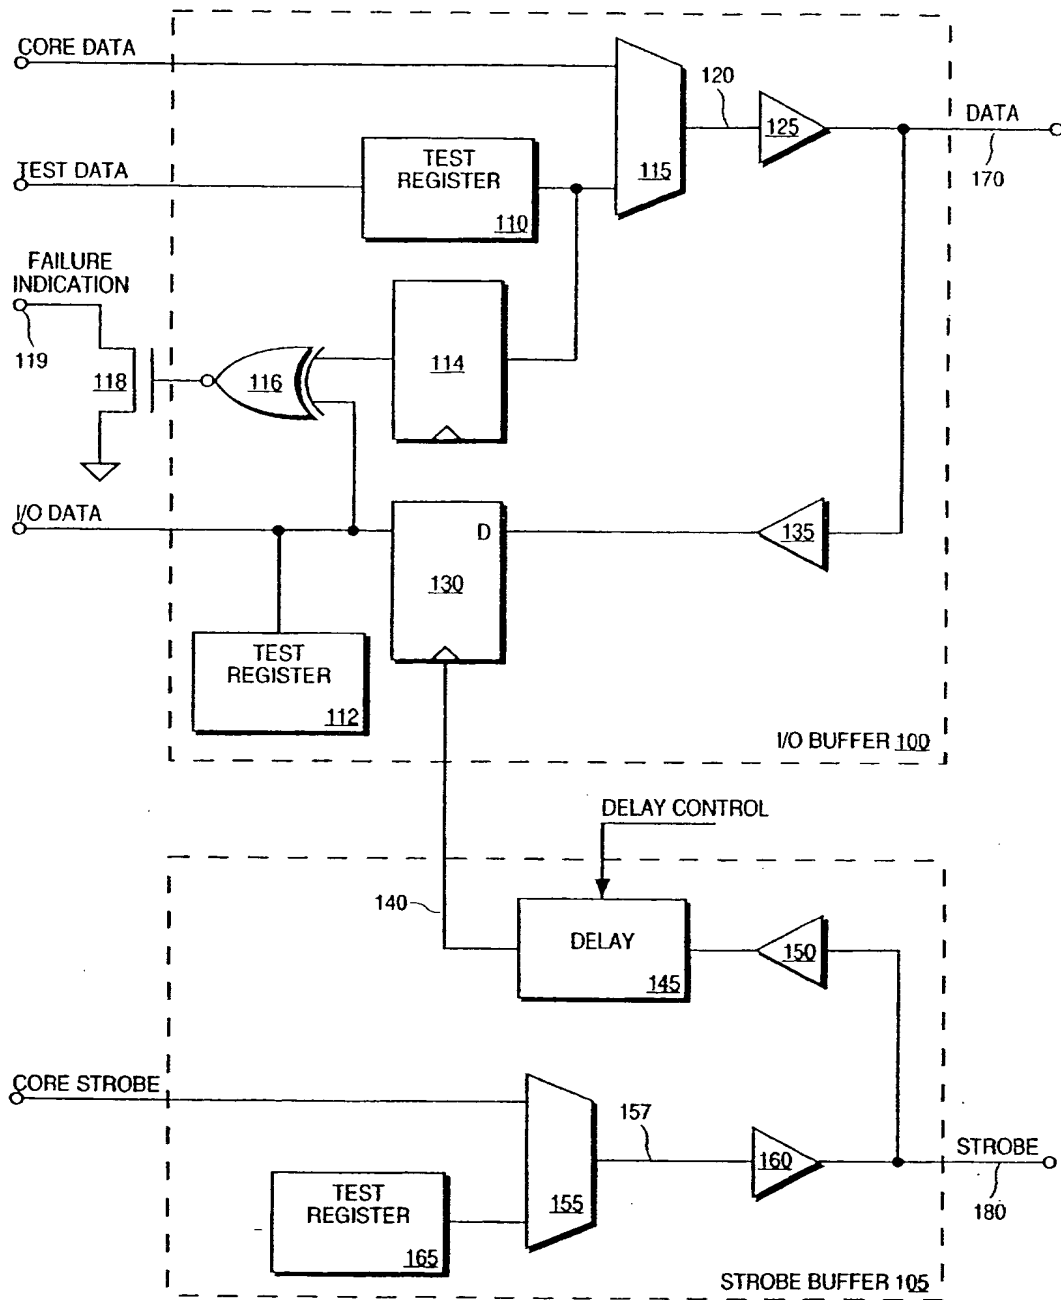 CORE DATA
120
125
DATA
170
TEST DATA
TEST
REGISTER
110
115
FAILURE
INDICATION
119
118
116
114
I/O DATA
D
130
135
TEST
REGISTER
112
I/O BUFFER 100
DELAY CONTROL
140
DELAY
145
150
CORE STROBE
157
160
STROBE
180
155
TEST
REGISTER
165
STROBE BUFFER 105